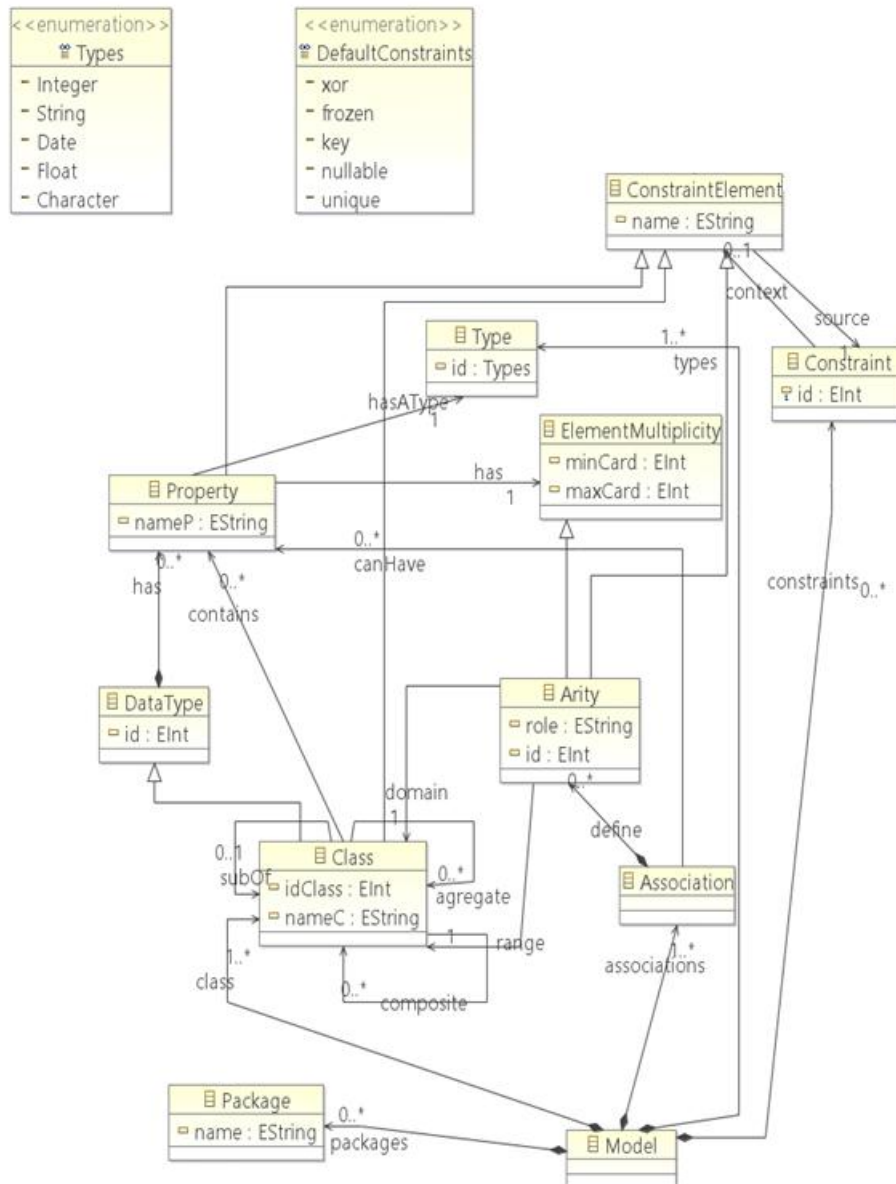 <<enumeration>>
Types
Integer
String
Date
Float
Character
<<enumeration>>
DefaultConstraints
xor
frozen
key
nullable
unique
ConstraintElement
name : EString
0..1
context
source
1
Type
id : Types
1..*
types
Constraint
id : EInt
hasAType
1
ElementMultiplicity
minCard : EInt
maxCard : EInt
Property
nameP : EString
has
1
0..*
canHave
0..*
has
0..*
contains
constraints
0..*
DataType
id : EInt
Arity
role : EString
id : EInt
0..*
define
domain
1
0..1
subOf
Class
idClass : EInt
nameC : EString
0..*
agregate
Association
1
range
1..*
class
0..*
composite
1..*
associations
Package
name : EString
0..*
packages
Model